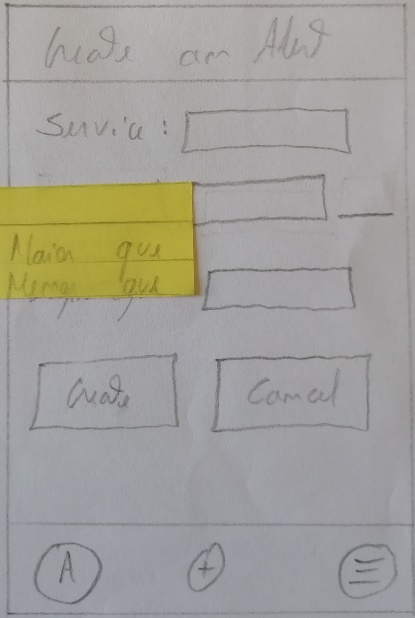 Create an Alert
Service:
Maior que
Menor que
Create Cancel
A +